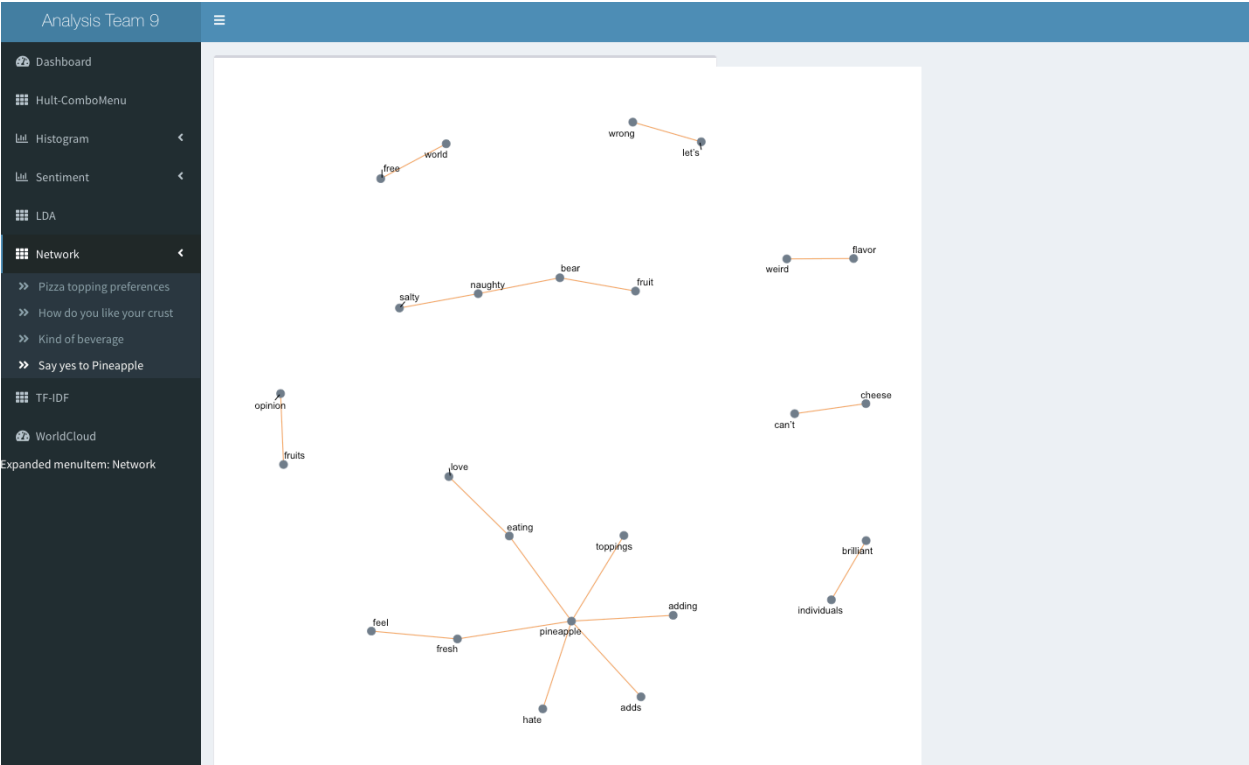 Analysis Team 9
Dashboard
Hult-ComboMenu
Histogram
Sentiment
LDA
Network
Pizza topping preferences
How do you like your crust
Kind of beverage
Say yes to Pineapple
TF-IDF
WorldCloud
Expanded menuItem: Network
wrong
let's
world
free
flavor
weird
bear
fruit
naughty
salty
cheese
opinion
can't
fruits
love
eating
toppings
brilliant
adding
individuals
feel
pineapple
fresh
adds
hate